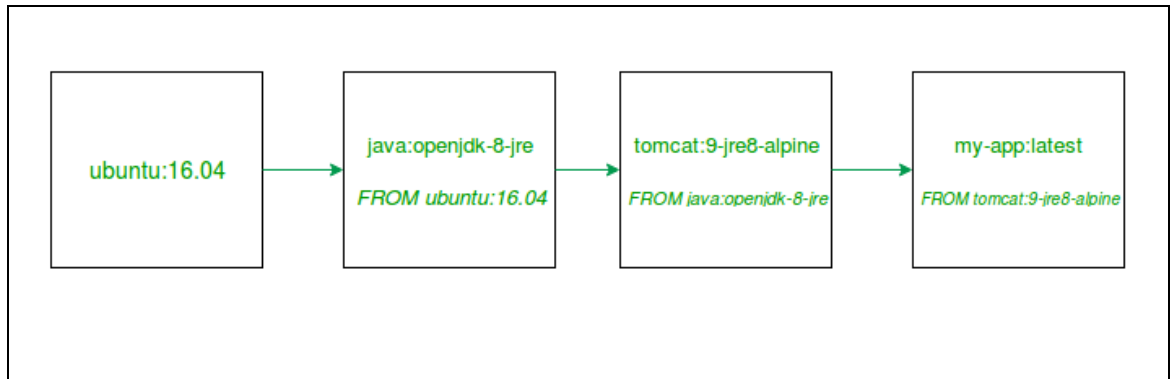 ubuntu:16.04
java:openjdk-8-jre
FROM ubuntu:16.04
tomcat:9-jre8-alpine
FROM java:openjdk-8-jre
my-app:latest
FROM tomcat:9-jre8-alpine